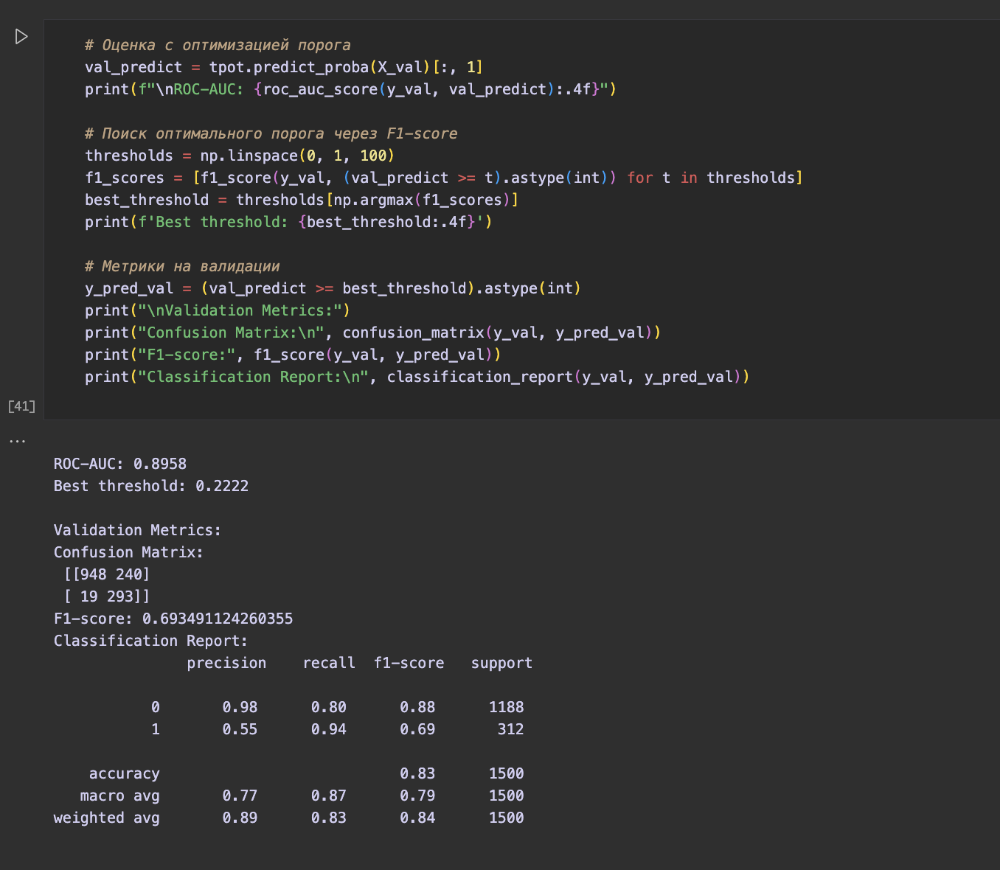 # Оценка с оптимизацией порога
val_predict = tpot.predict_proba(X_val)[:, 1]
print(f"\nROC-AUC: {roc_auc_score(y_val, val_predict):.4f}")
# Поиск оптимального порога через F1-score
thresholds = np.linspace(0, 1, 100)
f1_scores = [f1_score(y_val, (val_predict >= t).astype(int)) for t in thresholds]
best_threshold = thresholds[np.argmax(f1_scores)]
print(f'Best threshold: {best_threshold:.4f}')
# Метрики на валидации
y_pred_val = (val_predict >= best_threshold).astype(int)
print("\nValidation Metrics:")
print("Confusion Matrix:\n", confusion_matrix(y_val, y_pred_val))
print("F1-score:", f1_score(y_val, y_pred_val))
print("Classification Report:\n", classification_report(y_val, y_pred_val))
[41]
...
ROC-AUC: 0.8958
Best threshold: 0.2222
Validation Metrics:
Confusion Matrix:
[[948 240]
[ 19 293]]
F1-score: 0.693491124260355
Classification Report:
precision recall f1-score support
0 0.98 0.80 0.88 1188
1 0.55 0.94 0.69 312
accuracy 0.83 1500
macro avg 0.77 0.87 0.79 1500
weighted avg 0.89 0.83 0.84 1500